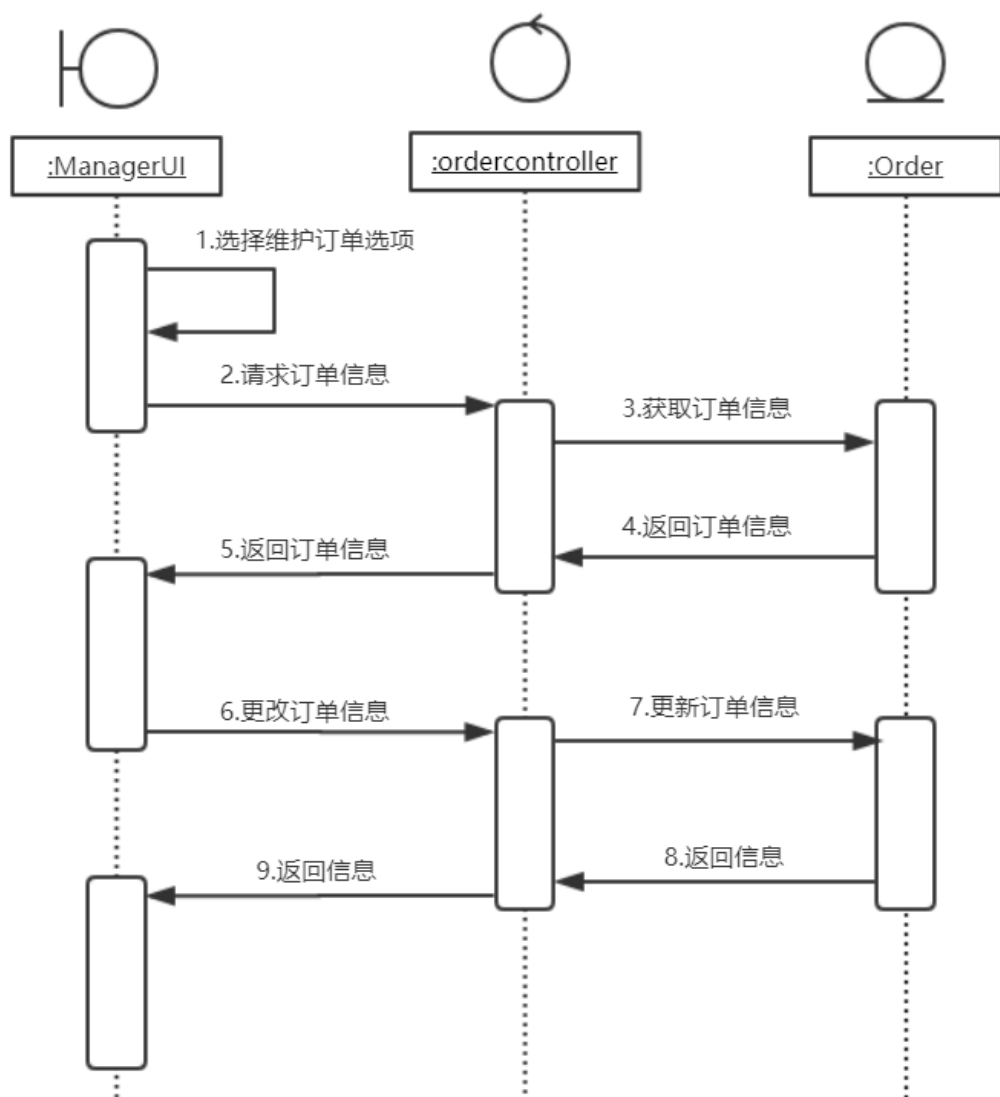 :ManagerUI
:ordercontroller
:Order
1.选择维护订单选项
2.请求订单信息
3.获取订单信息
4.返回订单信息
5.返回订单信息
6.更改订单信息
7.更新订单信息
8.返回信息
9.返回信息